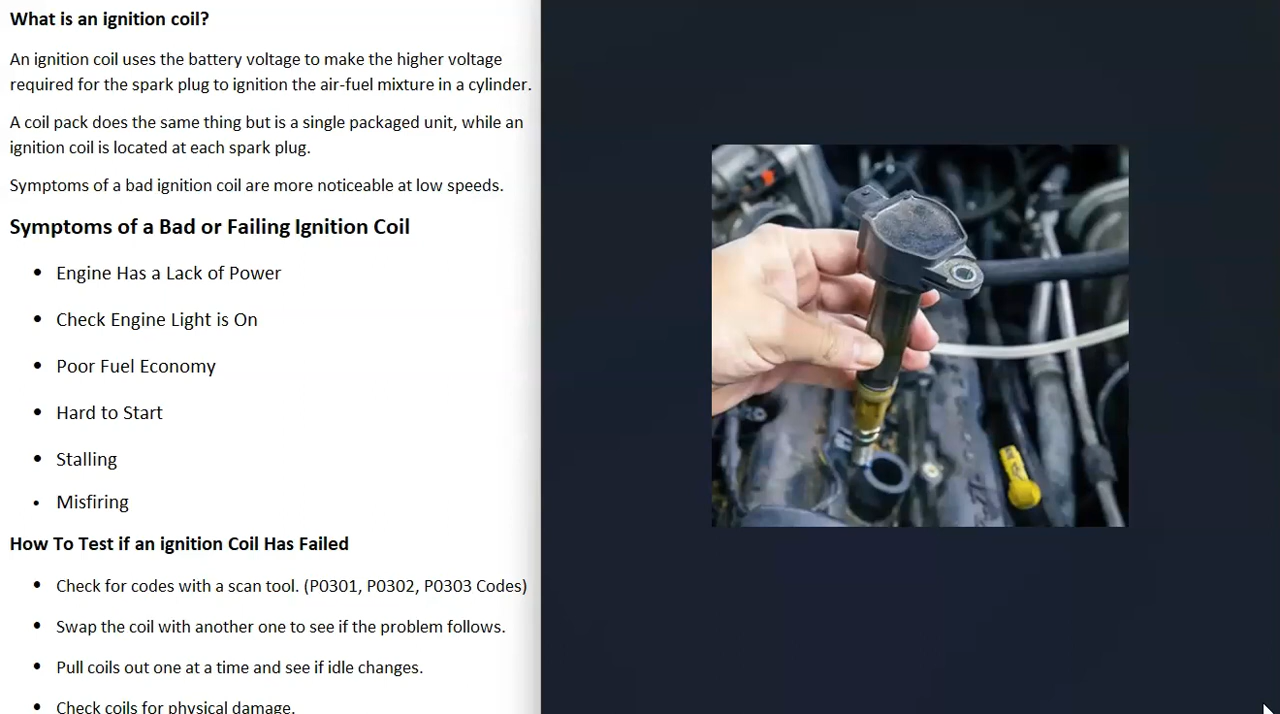 What is an ignition coil?
An ignition coil uses the battery voltage to make the higher voltage
required for the spark plug to ignition the air-fuel mixture in a cylinder.
A coil pack does the same thing but is a single packaged unit, while an
ignition coil is located at each spark plug.
Symptoms of a bad ignition coil are more noticeable at low speeds.
Symptoms of a Bad or Failing Ignition Coil
• Engine Has a Lack of Power
• Check Engine Light is On
• Poor Fuel Economy
• Hard to Start
• Stalling
• Misfiring
How To Test if an ignition Coil Has Failed
• Check for codes with a scan tool. (P0301, P0302, P0303 Codes)
• Swap the coil with another one to see if the problem follows.
• Pull coils out one at a time and see if idle changes.
• Check coils for physical damage.